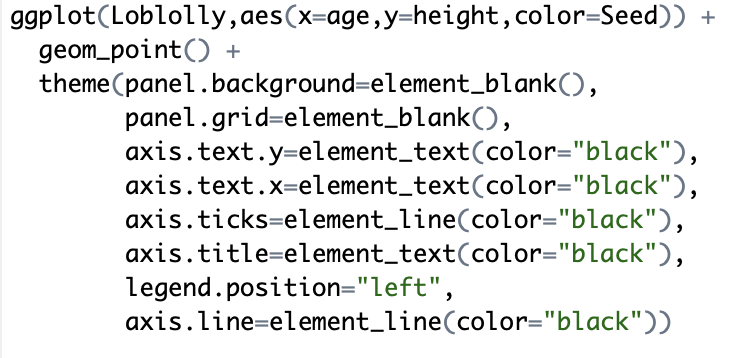 ggplot(Loblolly,aes(x=age,y=height,color=Seed)) +
  geom_point() +
  theme(panel.background=element_blank(),
        panel.grid=element_blank(),
        axis.text.y=element_text(color="black"),
        axis.text.x=element_text(color="black"),
        axis.ticks=element_line(color="black"),
        axis.title=element_text(color="black"),
        legend.position="left",
        axis.line=element_line(color="black"))